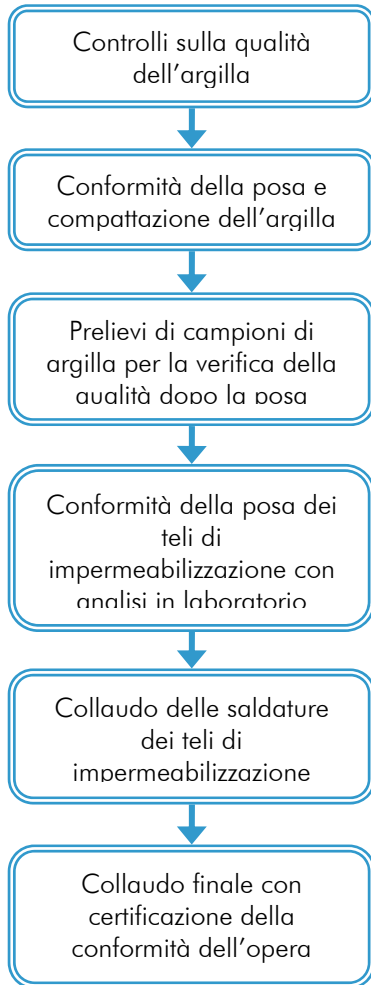 Controlli sulla qualità
dell'argilla
Conformità della posa e
compattazione dell'argilla
Prelievi di campioni di
argilla per la verifica della
qualità dopo la posa
Conformità della posa dei
teli di
impermeabilizzazione con
analisi in laboratorio
Collaudo delle saldature
dei teli di
impermeabilizzazione
Collaudo finale con
certificazione della
conformità dell'opera